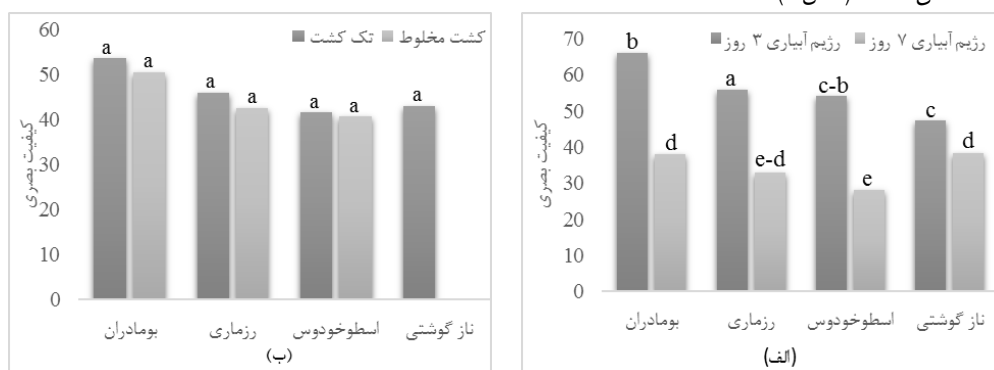 رژیم آبیاری ۳ روز رژیم آبیاری ۷ روز
کیفیت بصری
70
60
50
40
30
20
10
0
b d a e-d c-b e c d
بومادران رزماری اسطوخودوس ناز گوشتی
(الف)
تک کشت کشت مخلوط
کیفیت بصری
60
50
40
30
20
10
0
a a a a a a a
بومادران رزماری اسطوخودوس ناز گوشتی
(ب)